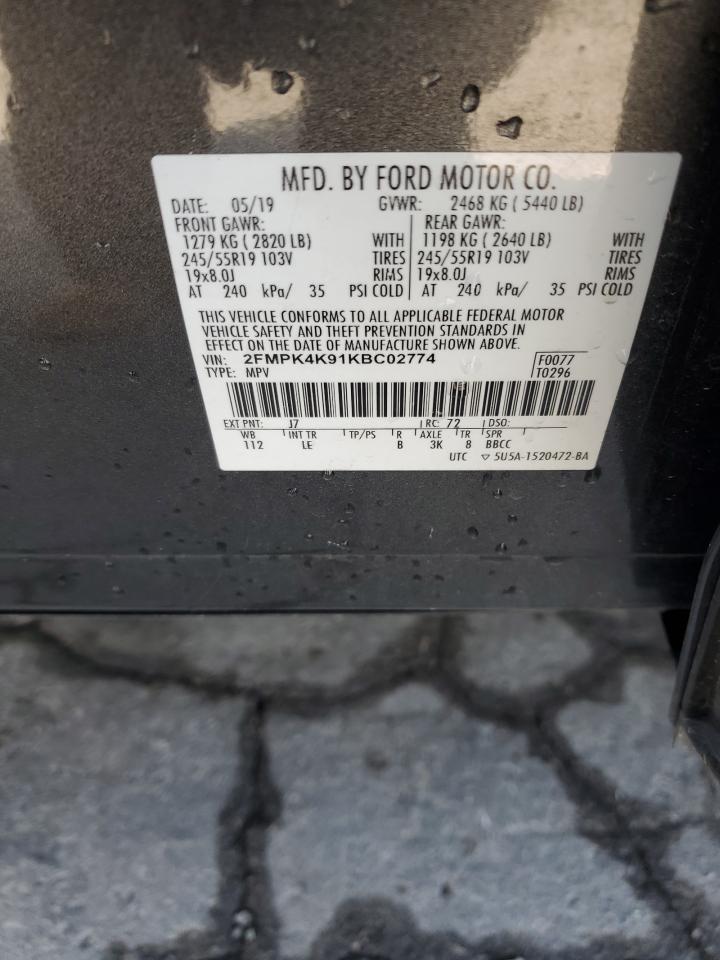 MFD. BY FORD MOTOR CO.
DATE: 05/19 GVWR: 2468 KG ( 5440 LB)
FRONT GAWR: REAR GAWR:
1279 KG ( 2820 LB) WITH 1198 KG ( 2640 LB) WITH
245/55R19 103V TIRES 245/55R19 103V TIRES
19x8.0J RIMS 19x8.0J RIMS
AT 240 kPa/ 35 PSI COLD AT 240 kPa/ 35 PSI COLD
THIS VEHICLE CONFORMS TO ALL APPLICABLE FEDERAL MOTOR
VEHICLE SAFETY AND THEFT PREVENTION STANDARDS IN
EFFECT ON THE DATE OF MANUFACTURE SHOWN ABOVE.
VIN: 2FMPK4K91KBC02774 F0077
TYPE: MPV T0296
EXT PNT: J7 RC: 72 DSO:
WB INT TR TP/PS R AXLE TR SPR
112 LE B 3K 8 BBCC
UTC ▽ 5U5A-1520472-BA